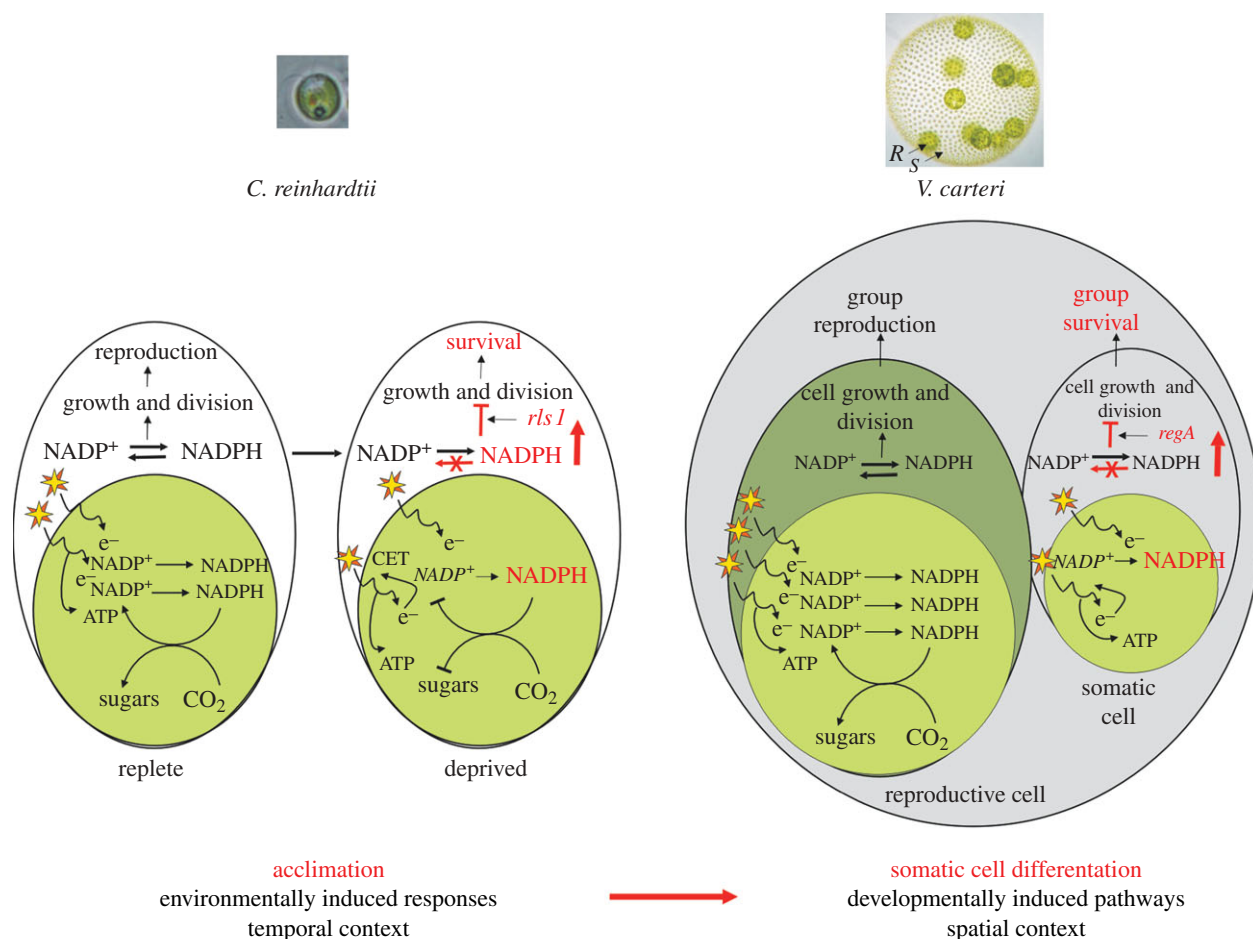 R
S
C. reinhardtii
V. carteri
reproduction
growth and division
NADP⁺ NADPH
e⁻
NADP⁺ NADPH
e⁻
NADP⁺ NADPH
ATP
sugars
CO₂
replete
survival
growth and division
rls1
NADP⁺ NADPH
e⁻
CET
NADP⁺ NADPH
e⁻
ATP
sugars
CO₂
deprived
group
reproduction
cell growth and
division
NADP⁺ NADPH
e⁻
NADP⁺ NADPH
e⁻
NADP⁺ NADPH
e⁻
NADP⁺ NADPH
ATP
sugars
CO₂
reproductive cell
group
survival
cell growth and
division
regA
NADP⁺ NADPH
e⁻
NADP⁺ NADPH
e⁻
ATP
somatic
cell
acclimation
environmentally induced responses
temporal context
somatic cell differentation
developmentally induced pathways
spatial context